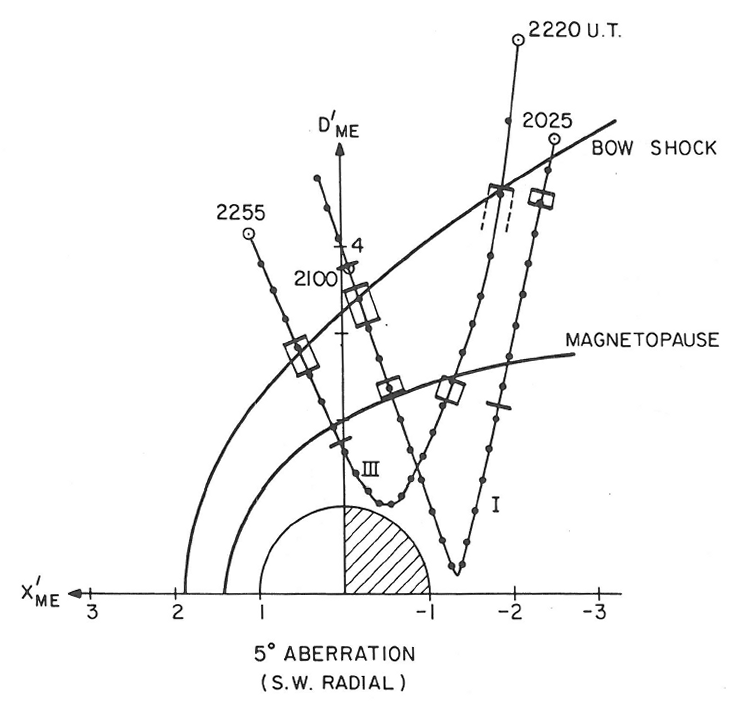 2220 U.T.
D'ME
2025
BOW SHOCK
2255
4
2100
MAGNETOPAUSE
III
I
X'ME
3 2 1 -1 -2 -3
5° ABERRATION
(S.W. RADIAL)